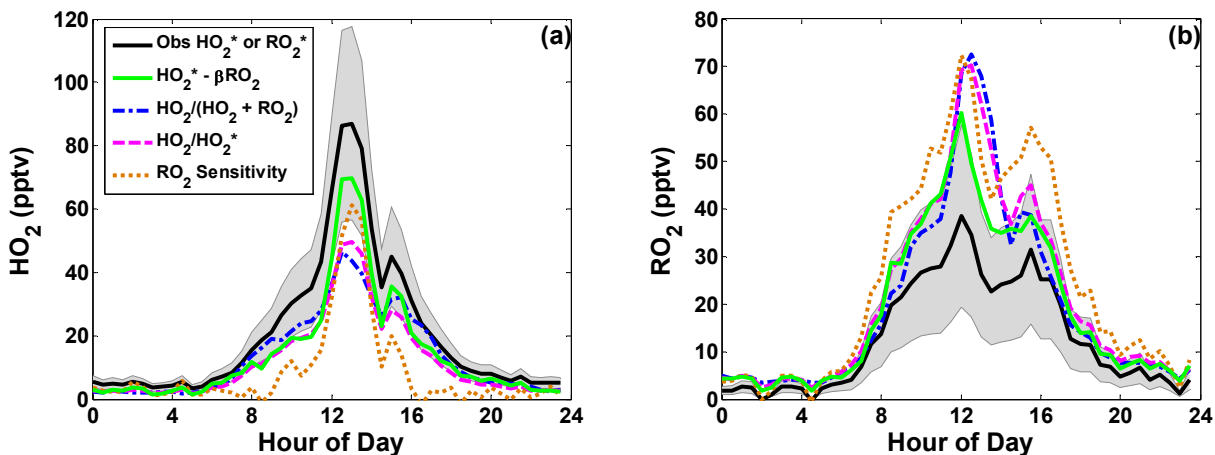 (a)
Obs HO2* or RO2*
HO2* - βRO2
HO2/(HO2 + RO2)
HO2/HO2*
RO2 Sensitivity
120
100
80
60
40
20
0
HO2 (pptv)
0 4 8 12 16 20 24
Hour of Day
(b)
80
70
60
50
40
30
20
10
0
RO2 (pptv)
0 4 8 12 16 20 24
Hour of Day